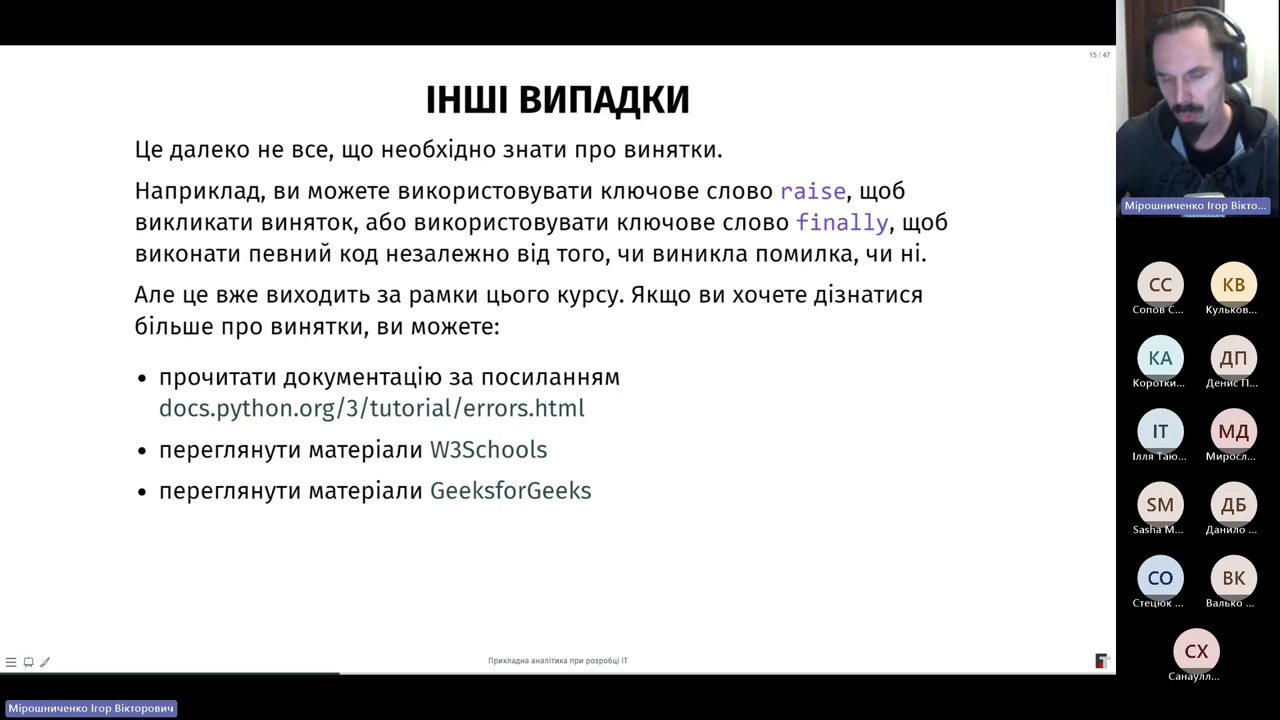 15 / 47
ІНШІ ВИПАДКИ
Це далеко не все, що необхідно знати про винятки.
Наприклад, ви можете використовувати ключове слово raise, щоб
викликати виняток, або використовувати ключове слово finally, щоб
виконати певний код незалежно від того, чи виникла помилка, чи ні.
Але це вже виходить за рамки цього курсу. Якщо ви хочете дізнатися
більше про винятки, ви можете:
• прочитати документацію за посиланням
docs.python.org/3/tutorial/errors.html
• переглянути матеріали W3Schools
• переглянути матеріали GeeksforGeeks
Прикладна аналітика при розробці ІТ
Мірошниченко Ігор Вікторович
Мірошниченко Ігор Вікто...
СС КВ
Сопов С... Кульков...
КА ДП
Коротки... Денис П...
ІТ МД
Ілля Таю... Миросл...
SM ДБ
Sasha M... Данило ...
СО ВК
Стецюк ... Валько ...
СХ
Санаулл...